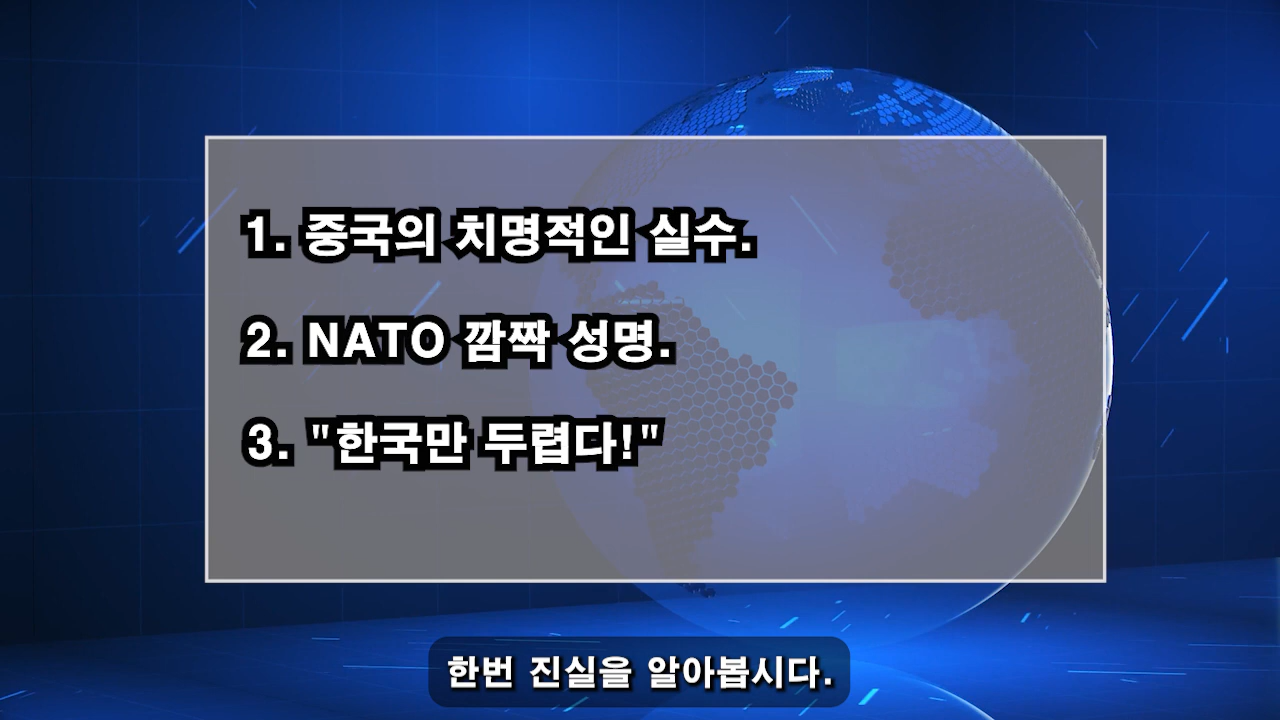 1. 중국의 치명적인 실수.
2. NATO 깜짝 성명.
3. "한국만 두렵다!"
한번 진실을 알아봅시다.